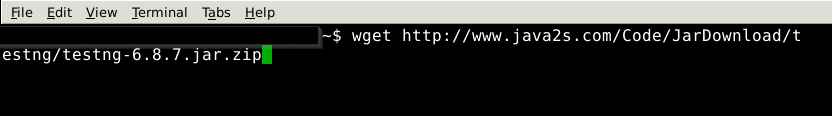 File Edit View Terminal Tabs Help
~$ wget http://www.java2s.com/Code/JarDownload/t
estng/testng-6.8.7.jar.zip